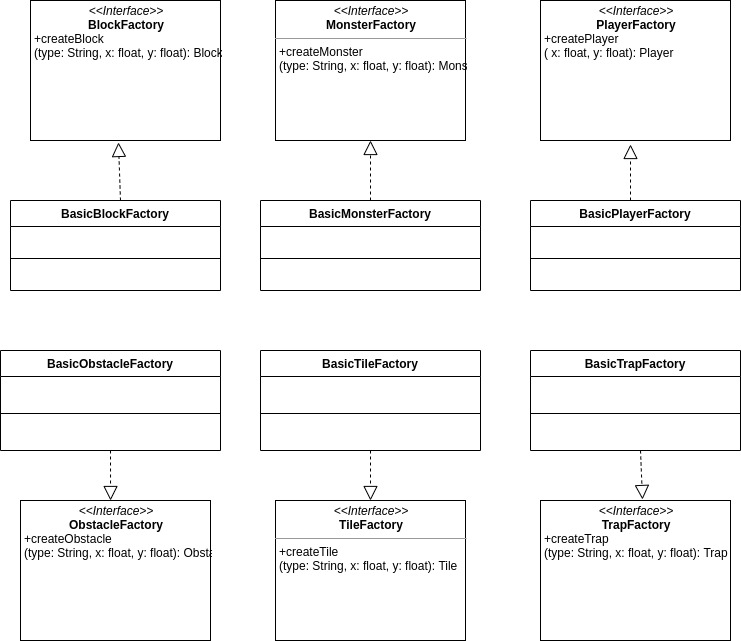 <<Interface>>
BlockFactory
+createBlock
(type: String, x: float, y: float): Block
<<Interface>>
MonsterFactory
+createMonster
(type: String, x: float, y: float): Mons
<<Interface>>
PlayerFactory
+createPlayer
( x: float, y: float): Player
BasicBlockFactory
BasicMonsterFactory
BasicPlayerFactory
BasicObstacleFactory
BasicTileFactory
BasicTrapFactory
<<Interface>>
ObstacleFactory
+createObstacle
(type: String, x: float, y: float): Obsta
<<Interface>>
TileFactory
+createTile
(type: String, x: float, y: float): Tile
<<Interface>>
TrapFactory
+createTrap
(type: String, x: float, y: float): Trap